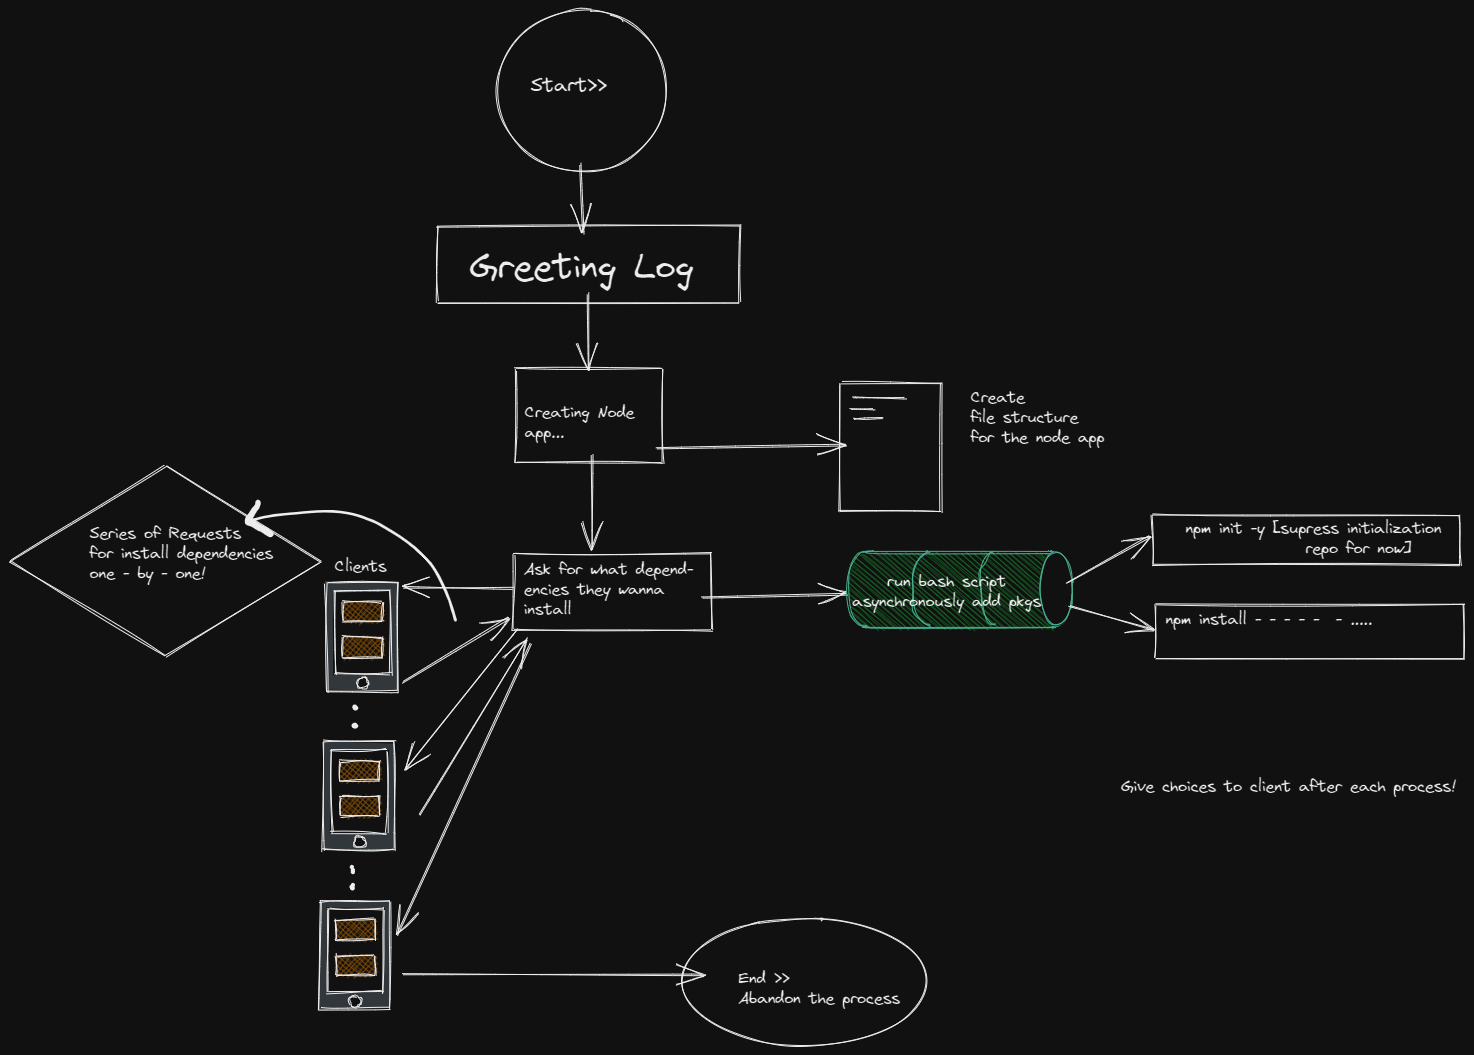 Start>>
Greeting Log
Creating Node
app...
Create
file structure
for the node app
Series of Requests
for install dependencies
one - by - one!
Clients
Ask for what depend-
encies they wanna
install
run bash script
asynchronously add pkgs
npm init -y [supress initialization
repo for now]
npm install - - - - -  - .....
Give choices to client after each process!
End >>
Abandon the process